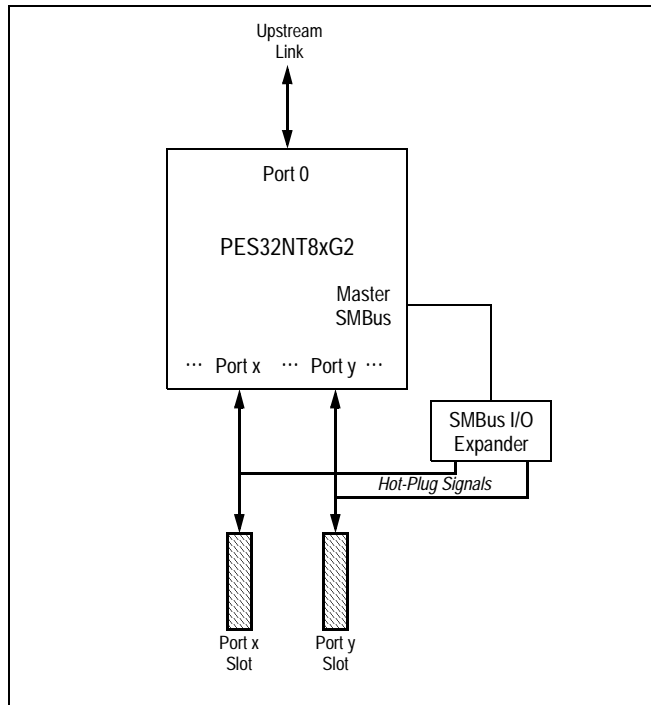 Upstream
Link
Port 0
PES32NT8xG2
Master
SMBus
··· Port x ··· Port y ···
SMBus I/O
Expander
Hot-Plug Signals
Port x
Slot
Port y
Slot